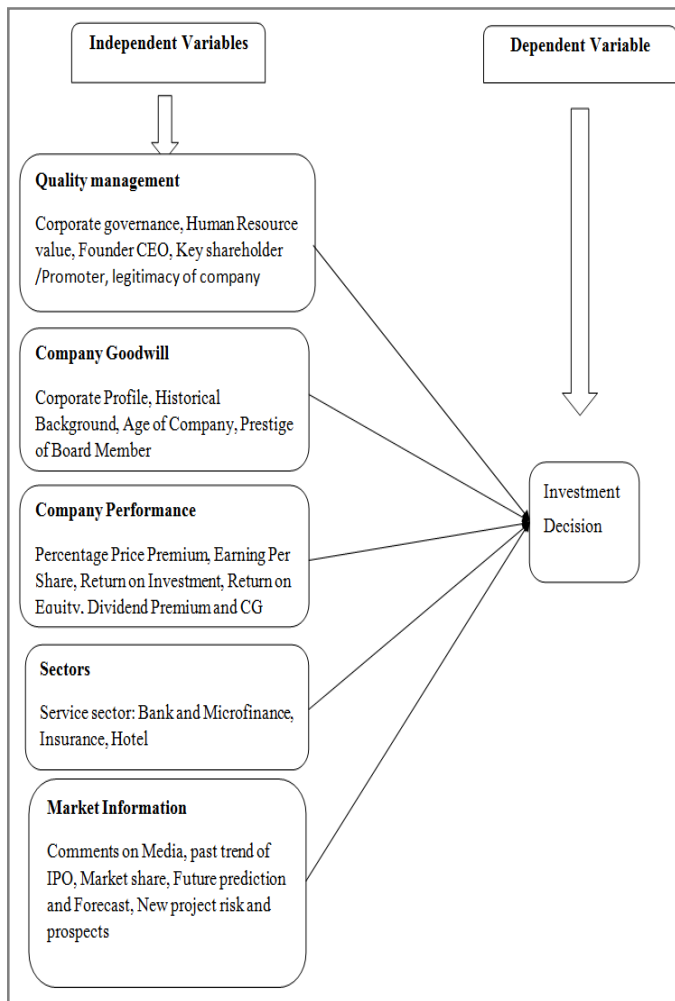 Independent Variables
Dependent Variable
Quality management
Corporate governance, Human Resource
value, Founder CEO, Key shareholder
/Promoter, legitimacy of company
Company Goodwill
Corporate Profile, Historical
Background, Age of Company, Prestige
of Board Member
Company Performance
Percentage Price Premium, Earning Per
Share, Return on Investment, Return on
Equity. Dividend Premium and CG
Investment
Decision
Sectors
Service sector: Bank and Microfinance,
Insurance, Hotel
Market Information
Comments on Media, past trend of
IPO, Market share, Future prediction
and Forecast, New project risk and
prospects